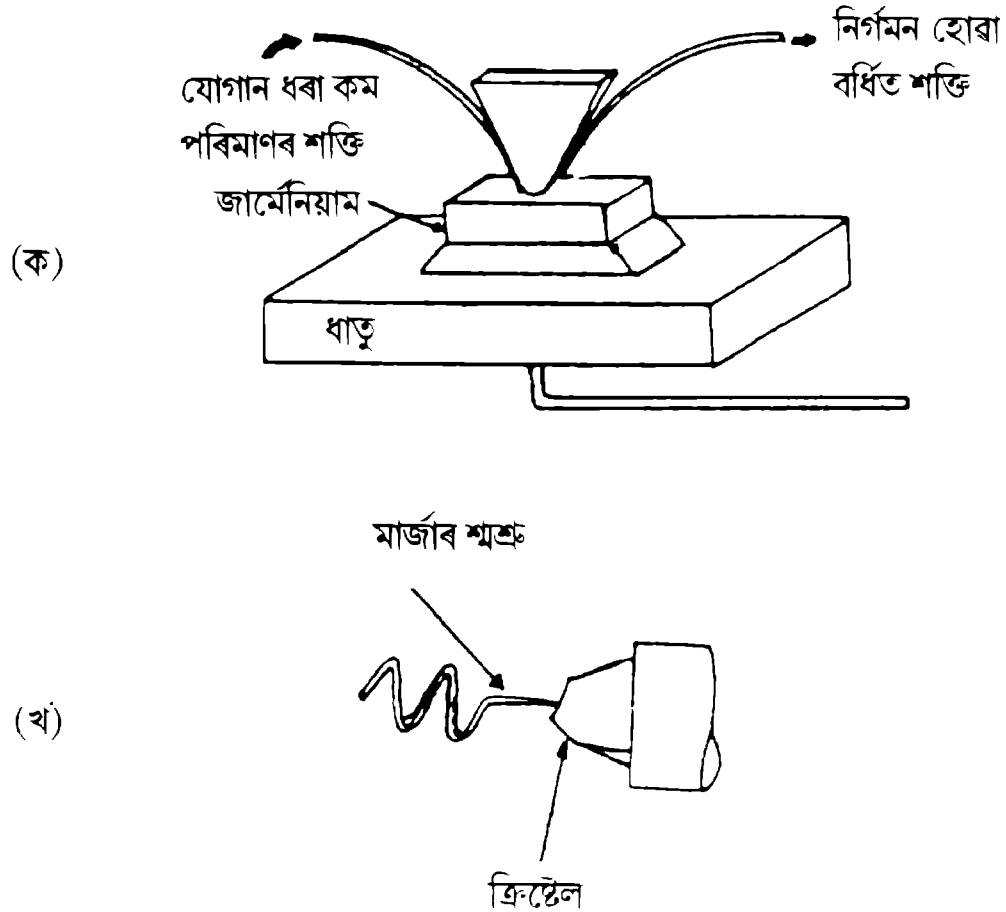 নিৰ্গমন হোৱা
বৰ্ধিত শক্তি
যোগান ধৰা কম
পৰিমাণৰ শক্তি
জাৰ্মেনিয়াম
(ক)
ধাতু
মাৰ্জাৰ শ্মশ্ৰু
(খ)
ক্ৰিষ্টেল